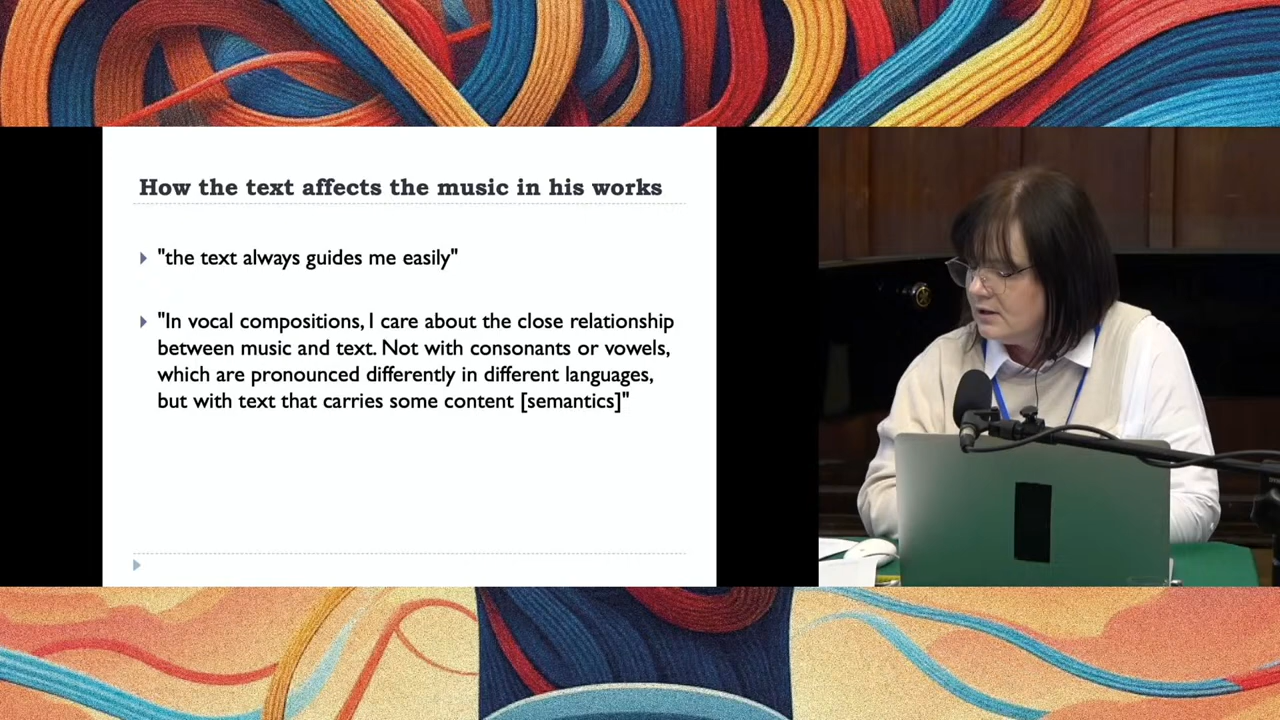 How the text affects the music in his works
"the text always guides me easily"
"In vocal compositions, I care about the close relationship
between music and text. Not with consonants or vowels,
which are pronounced differently in different languages,
but with text that carries some content [semantics]"